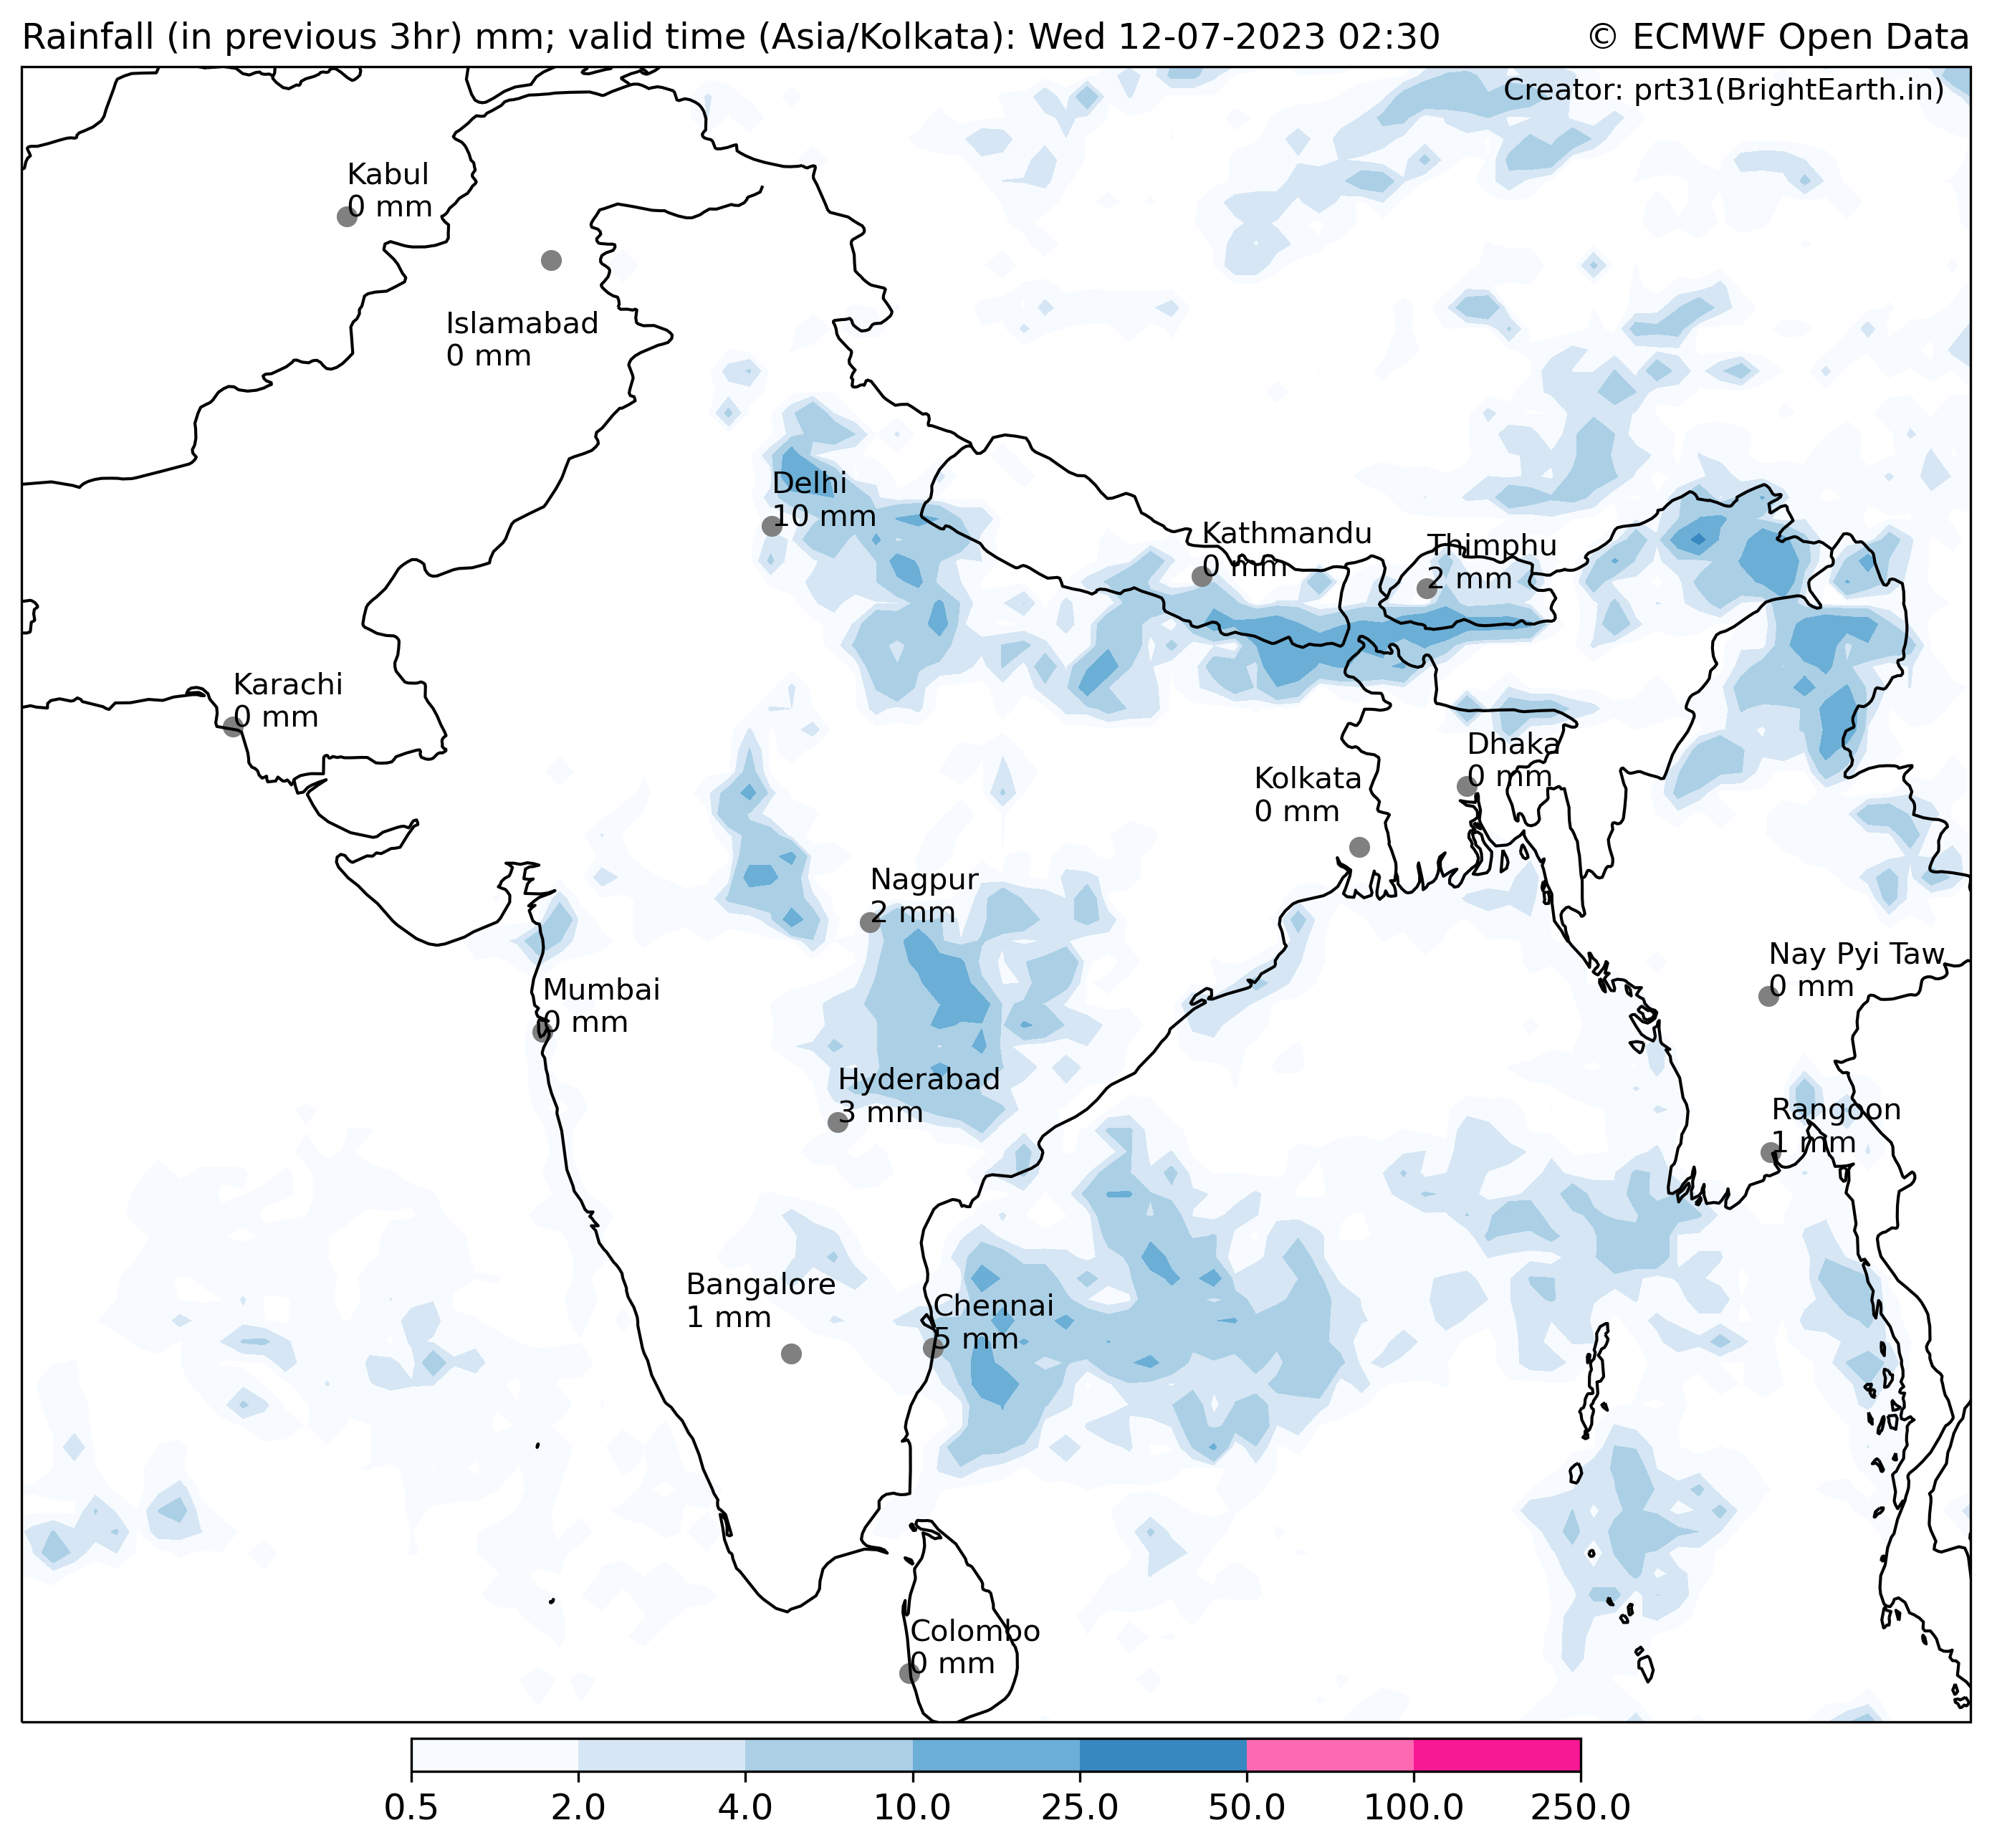 Rainfall (in previous 3hr) mm; valid time (Asia/Kolkata): Wed 12-07-2023 02:30
© ECMWF Open Data
Creator: prt31(BrightEarth.in)
Kabul
0 mm
Islamabad
0 mm
Delhi
10 mm
Kathmandu
0 mm
Thimphu
2 mm
Karachi
0 mm
Dhaka
0 mm
Kolkata
0 mm
Nagpur
2 mm
Nay Pyi Taw
0 mm
Mumbai
0 mm
Hyderabad
3 mm
Rangoon
1 mm
Bangalore
1 mm
Chennai
5 mm
Colombo
0 mm
0.5 2.0 4.0 10.0 25.0 50.0 100.0 250.0